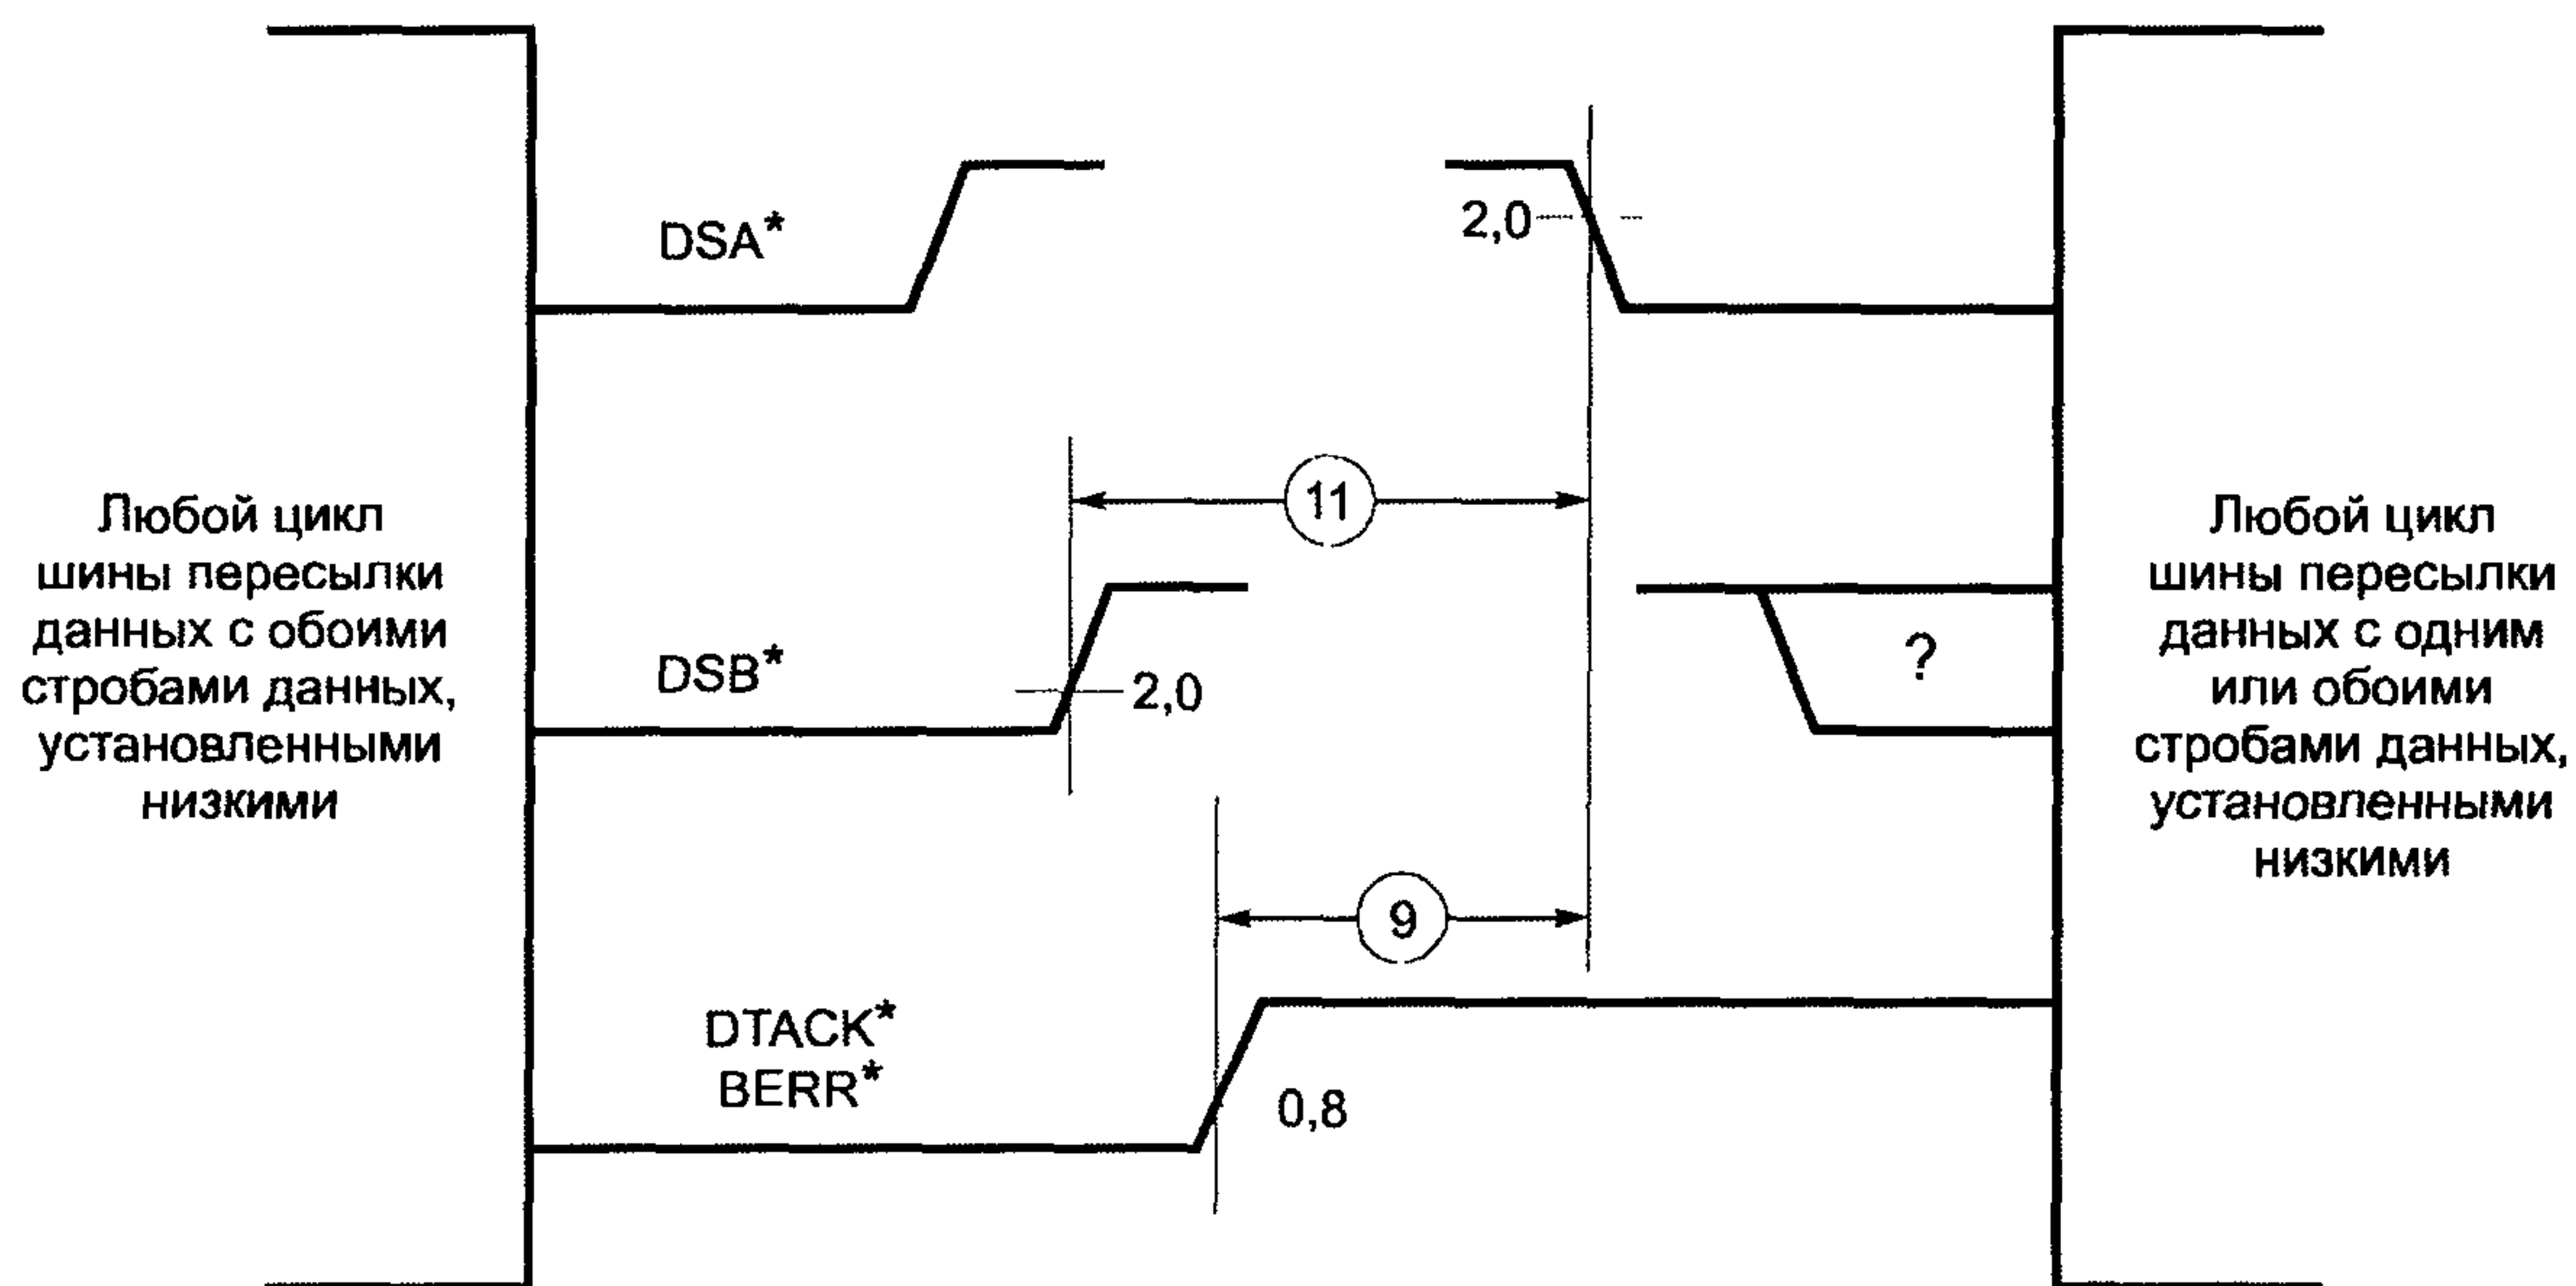 DSA*
2,0
11
Любой цикл
шины пересылки
данных с обоими
стробами данных,
установленными
низкими
DSB*
2,0
?
Любой цикл
шины пересылки
данных с одним
или обоими
стробами данных,
установленными
низкими
9
DTACK*
BERR*
0,8